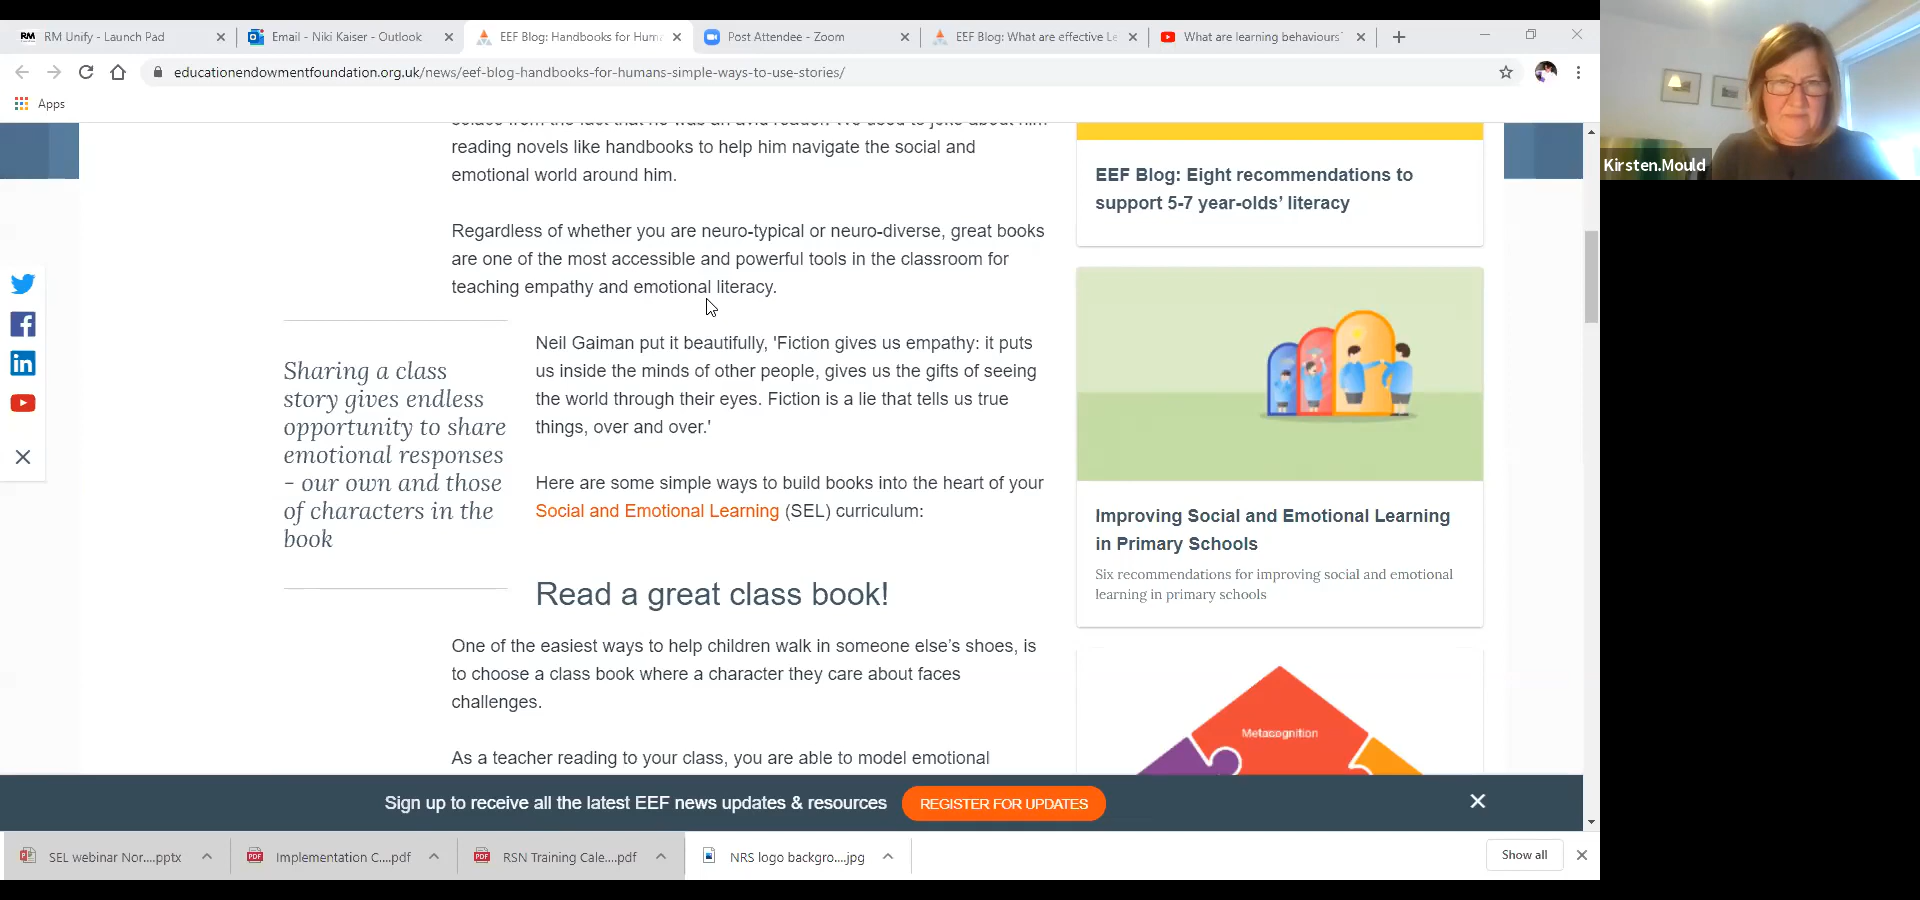 RM Unify - Launch Pad
Email - Niki Kaiser - Outlook
EEF Blog: Handbooks for Huma
Post Attendee - Zoom
EEF Blog: What are effective Le
What are learning behaviours
educationendowmentfoundation.org.uk/news/eef-blog-handbooks-for-humans-simple-ways-to-use-stories/
Apps
Kirsten.Mould
reading novels like handbooks to help him navigate the social and
emotional world around him.
Regardless of whether you are neuro-typical or neuro-diverse, great books
are one of the most accessible and powerful tools in the classroom for
teaching empathy and emotional literacy.
Sharing a class
story gives endless
opportunity to share
emotional responses
- our own and those
of characters in the
book
Neil Gaiman put it beautifully, 'Fiction gives us empathy: it puts
us inside the minds of other people, gives us the gifts of seeing
the world through their eyes. Fiction is a lie that tells us true
things, over and over.'
Here are some simple ways to build books into the heart of your
Social and Emotional Learning (SEL) curriculum:
Read a great class book!
One of the easiest ways to help children walk in someone else's shoes, is
to choose a class book where a character they care about faces
challenges.
As a teacher reading to your class, you are able to model emotional
EEF Blog: Eight recommendations to
support 5-7 year-olds' literacy
Improving Social and Emotional Learning
in Primary Schools
Six recommendations for improving social and emotional
learning in primary schools
Metacognition
Sign up to receive all the latest EEF news updates & resources
REGISTER FOR UPDATES
SEL webinar Nor....pptx
Implementation C....pdf
RSN Training Cale....pdf
NRS logo backgro....jpg
Show all